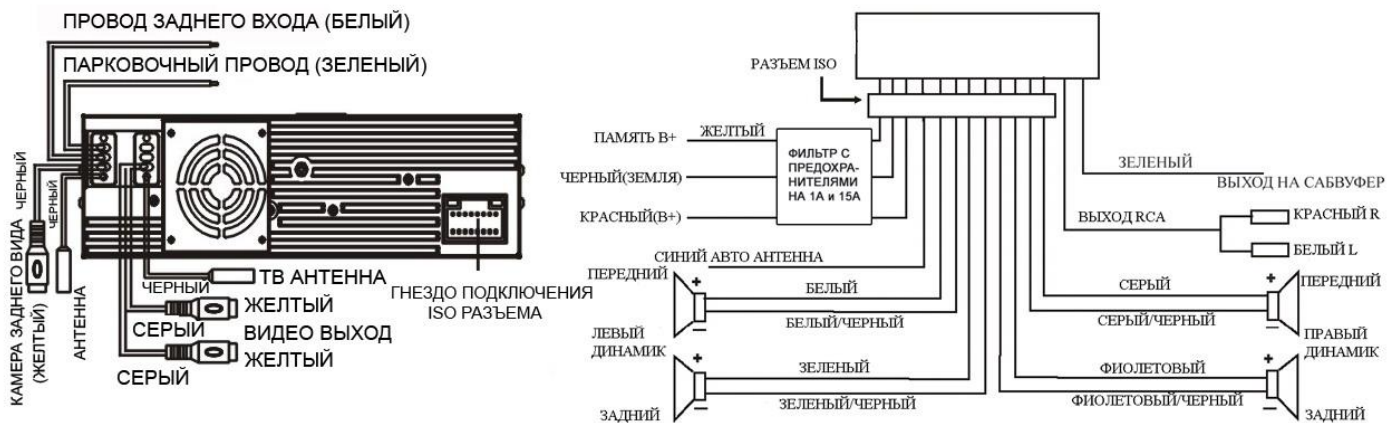 ПРОВОД ЗАДНЕГО ВХОДА (БЕЛЫЙ)
ПАРКОВОЧНЫЙ ПРОВОД (ЗЕЛЕНЫЙ)
ЧЕРНЫЙ
ЧЕРНЫЙ
КАМЕРА ЗАДНЕГО ВИДА
(ЖЕЛТЫЙ)
АНТЕННА
ЧЕРНЫЙ
ТВ АНТЕННА
ЖЕЛТЫЙ
СЕРЫЙ
ВИДЕО ВЫХОД
ЖЕЛТЫЙ
СЕРЫЙ
ГНЕЗДО ПОДКЛЮЧЕНИЯ
ISO РАЗЪЕМА
РАЗЪЕМ ISO
ПАМЯТЬ B+
ЖЕЛТЫЙ
ЧЕРНЫЙ(ЗЕМЛЯ)
КРАСНЫЙ(B+)
ФИЛЬТР С
ПРЕДОХРА-
НИТЕЛЯМИ
НА 1А и 15А
СИНИЙ АВТО АНТЕННА
ПЕРЕДНИЙ
+
−
БЕЛЫЙ
БЕЛЫЙ/ЧЕРНЫЙ
ЛЕВЫЙ
ДИНАМИК
+
−
ЗЕЛЕНЫЙ
ЗЕЛЕНЫЙ/ЧЕРНЫЙ
ЗАДНИЙ
ЗЕЛЕНЫЙ
ВЫХОД НА САБВУФЕР
ВЫХОД RCA
КРАСНЫЙ R
БЕЛЫЙ L
СЕРЫЙ
СЕРЫЙ/ЧЕРНЫЙ
+
−
ПЕРЕДНИЙ
ПРАВЫЙ
ДИНАМИК
ФИОЛЕТОВЫЙ
ФИОЛЕТОВЫЙ/ЧЕРНЫЙ
+
−
ЗАДНИЙ